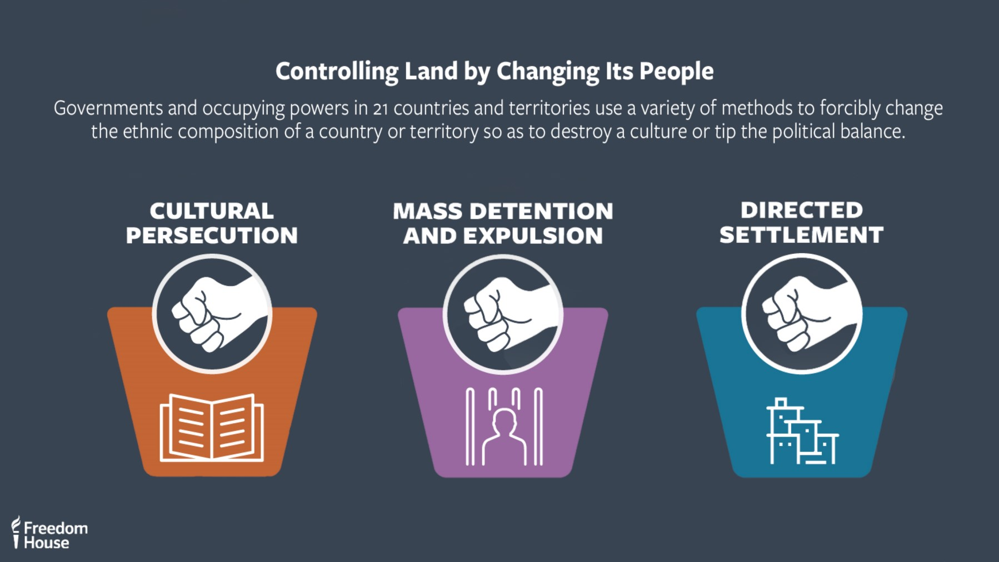 Controlling Land by Changing Its People
Governments and occupying powers in 21 countries and territories use a variety of methods to forcibly change
the ethnic composition of a country or territory so as to destroy a culture or tip the political balance.
CULTURAL
PERSECUTION
MASS DETENTION
AND EXPULSION
DIRECTED
SETTLEMENT
Freedom
House